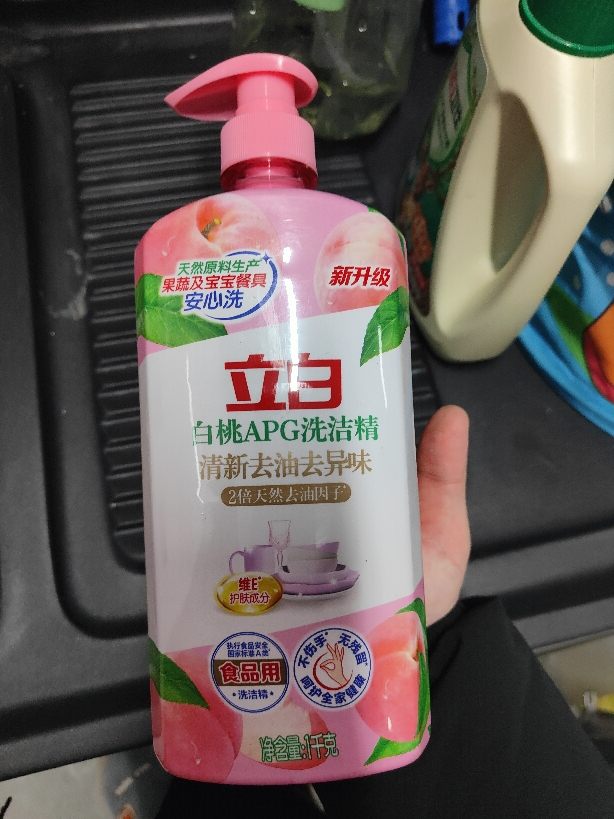 天然原料生产
果蔬及宝宝餐具
安心洗
新升级
立白
白桃APG洗洁精
清新去油去异味
2倍天然去油因子*
维E*
护肤成分
执行食品安全
国家标准A类*
食品用
·洗洁精·
不伤手* 无残留*
呵护全家健康
净含量:1千克